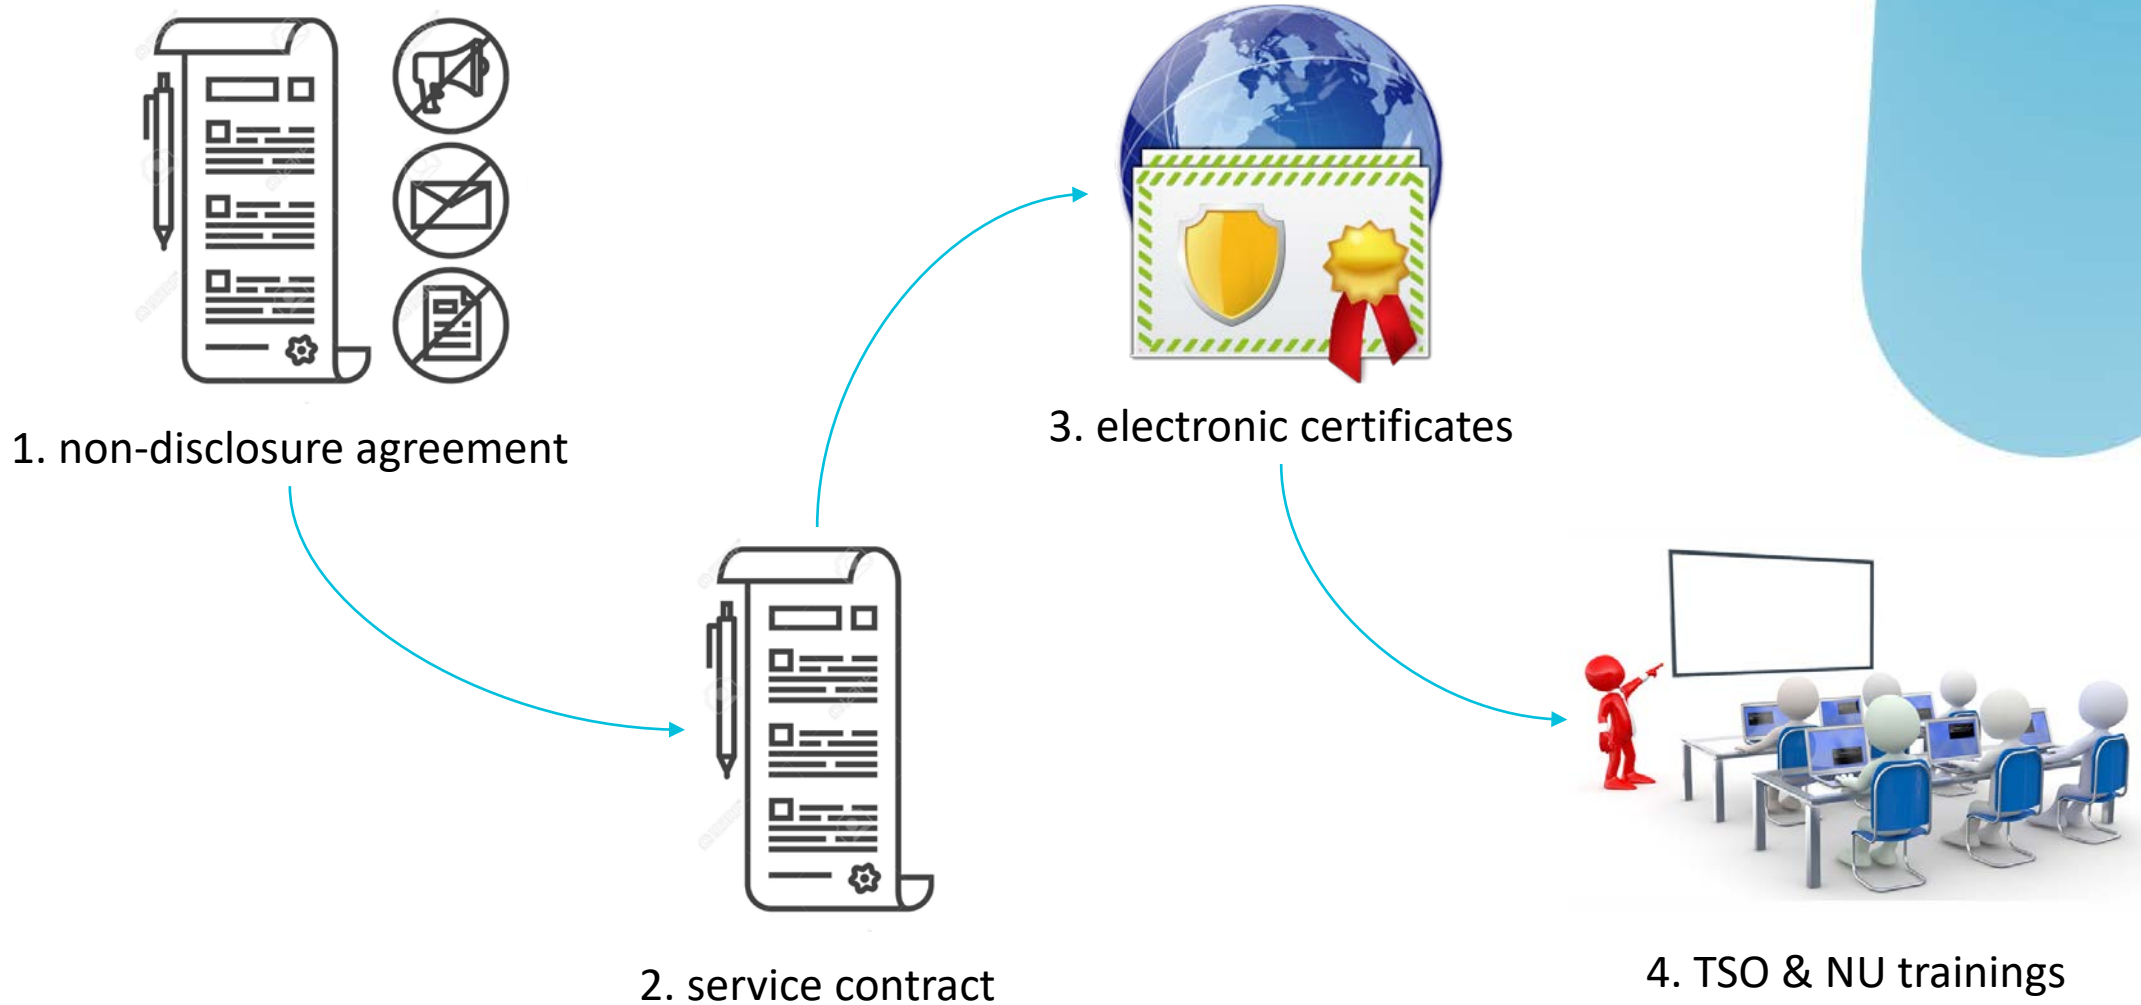 1. non-disclosure agreement
2. service contract
3. electronic certificates
4. TSO & NU trainings